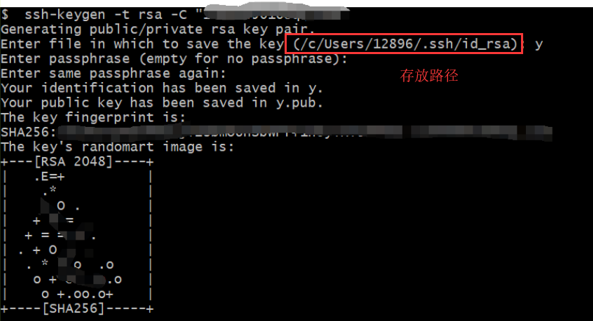 $ ssh-keygen -t rsa -C "
Generating public/private rsa key pair.
Enter file in which to save the key (/c/Users/12896/.ssh/id_rsa): y
Enter passphrase (empty for no passphrase):
存放路径
Enter same passphrase again:
Your identification has been saved in y.
Your public key has been saved in y.pub.
The key fingerprint is:
SHA256:
The key's randomart image is:
+---[RSA 2048]----+
|    .E=+         |
|     .*          |
|       O .       |
|    +   =        |
|   + = =   .     |
|  . + O          |
|   . *   o  .o   |
|    o +     .o   |
|     o +.oo.o+   |
+----[SHA256]-----+